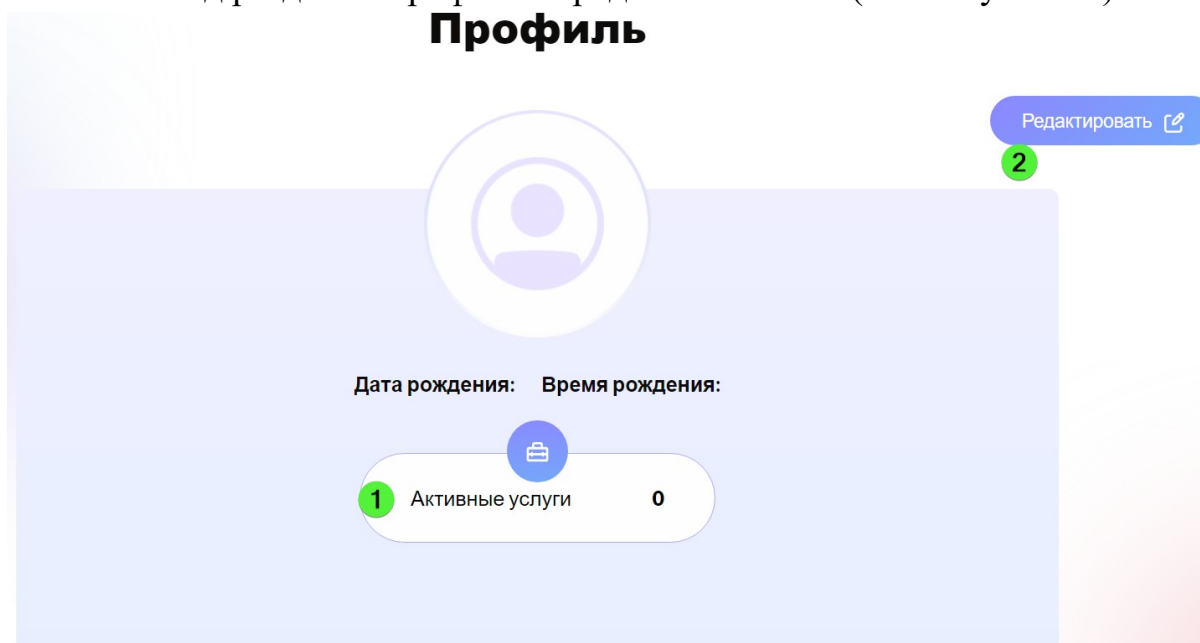 Профиль
Редактировать
2
Дата рождения: Время рождения:
1 Активные услуги 0